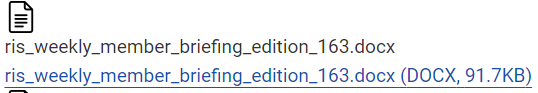 ris_weekly_member_briefing_edition_163.docx
ris_weekly_member_briefing_edition_163.docx (DOCX, 91.7KB)